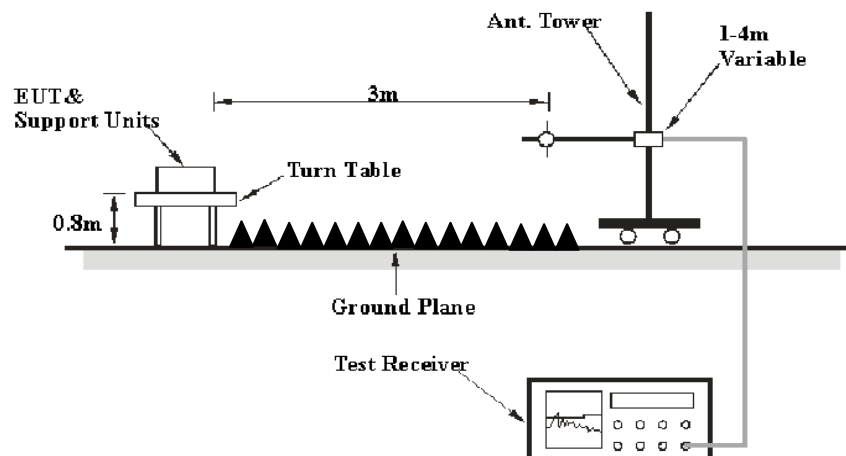 Ant. Tower
1-4m
Variable
3m
EUT&
Support Units
Turn Table
0.8m
Ground Plane
Test Receiver